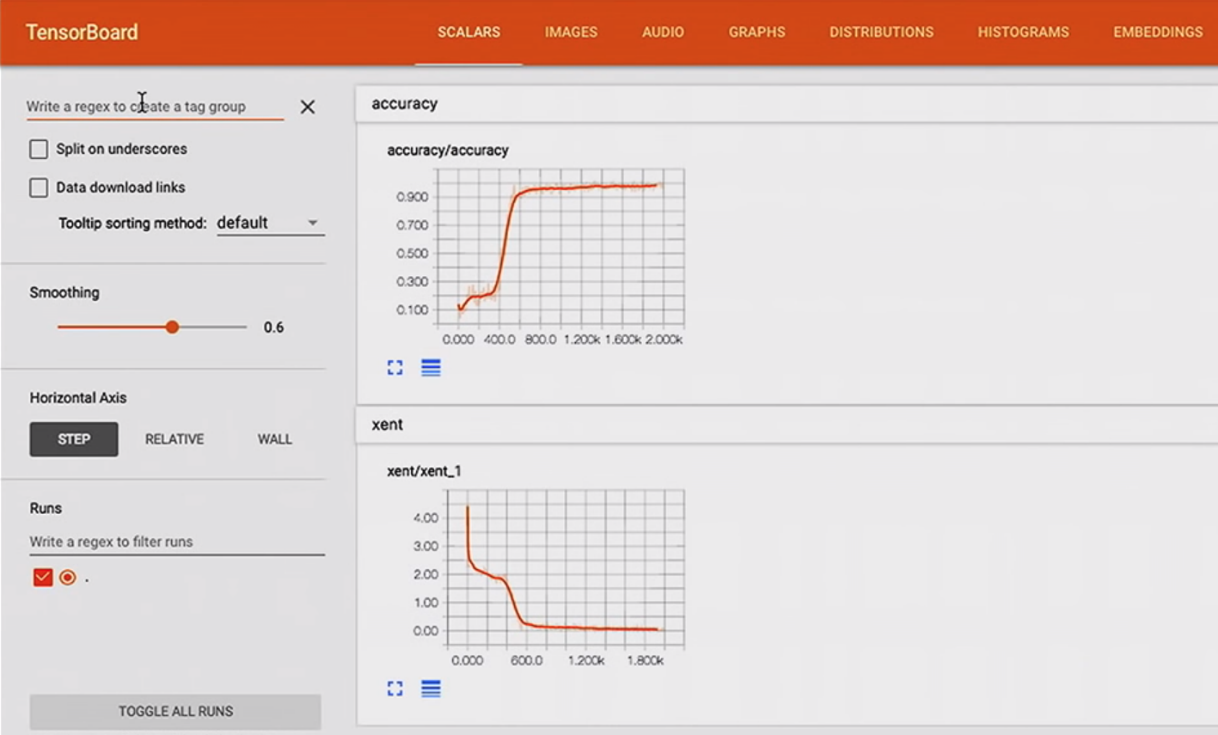 TensorBoard
SCALARS IMAGES AUDIO GRAPHS DISTRIBUTIONS HISTOGRAMS EMBEDDINGS
Write a regex to create a tag group
Split on underscores
Data download links
Tooltip sorting method: default
Smoothing
0.6
Horizontal Axis
STEP RELATIVE WALL
Runs
Write a regex to filter runs
.
TOGGLE ALL RUNS
accuracy
accuracy/accuracy
0.900
0.700
0.500
0.300
0.100
0.000 400.0 800.0 1.200k 1.600k 2.000k
xent
xent/xent_1
4.00
3.00
2.00
1.00
0.00
0.000 600.0 1.200k 1.800k